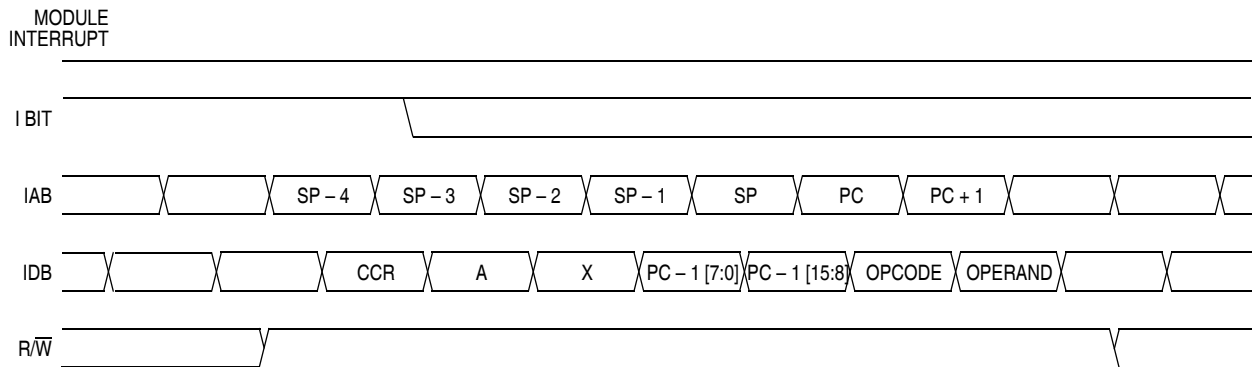 MODULE
INTERRUPT
I BIT
IAB SP – 4 SP – 3 SP – 2 SP – 1 SP PC PC + 1
IDB CCR A X PC – 1 [7:0] PC – 1 [15:8] OPCODE OPERAND
R/W̅